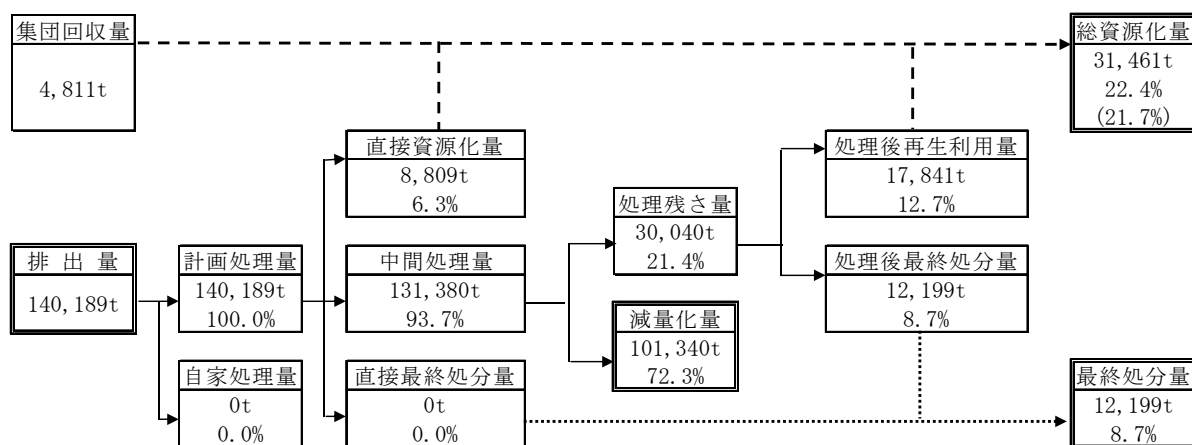 集団回収量
4,811t
総資源化量
31,461t
22.4%
(21.7%)
直接資源化量
8,809t
6.3%
処理後再生利用量
17,841t
12.7%
処理残さ量
30,040t
21.4%
排出量
140,189t
計画処理量
140,189t
100.0%
中間処理量
131,380t
93.7%
処理後最終処分量
12,199t
8.7%
減量化量
101,340t
72.3%
自家処理量
0t
0.0%
直接最終処分量
0t
0.0%
最終処分量
12,199t
8.7%